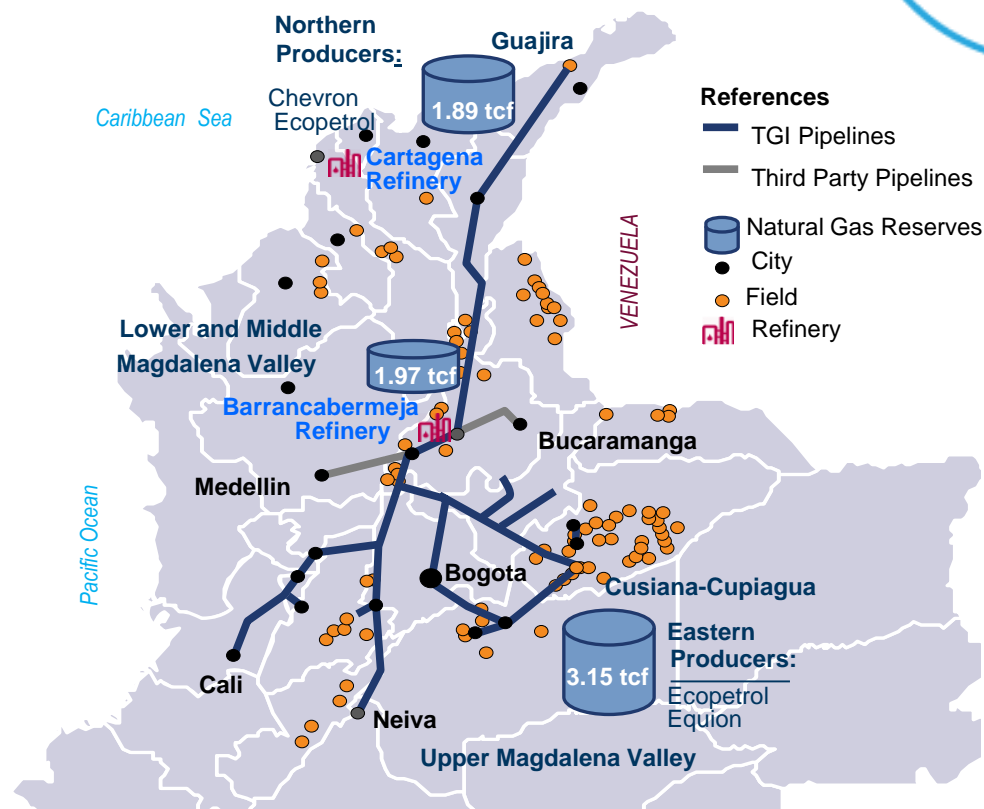 Northern
Producers:
Guajira
1.89 tcf
Chevron
Ecopetrol
Caribbean Sea
Cartagena
Refinery
References
TGI Pipelines
Third Party Pipelines
Natural Gas Reserves
City
Field
Refinery
VENEZUELA
Lower and Middle
Magdalena Valley
1.97 tcf
Barrancabermeja
Refinery
Bucaramanga
Medellin
Pacific Ocean
Bogota
Cusiana-Cupiagua
3.15 tcf
Eastern
Producers:
Ecopetrol
Equion
Cali
Neiva
Upper Magdalena Valley